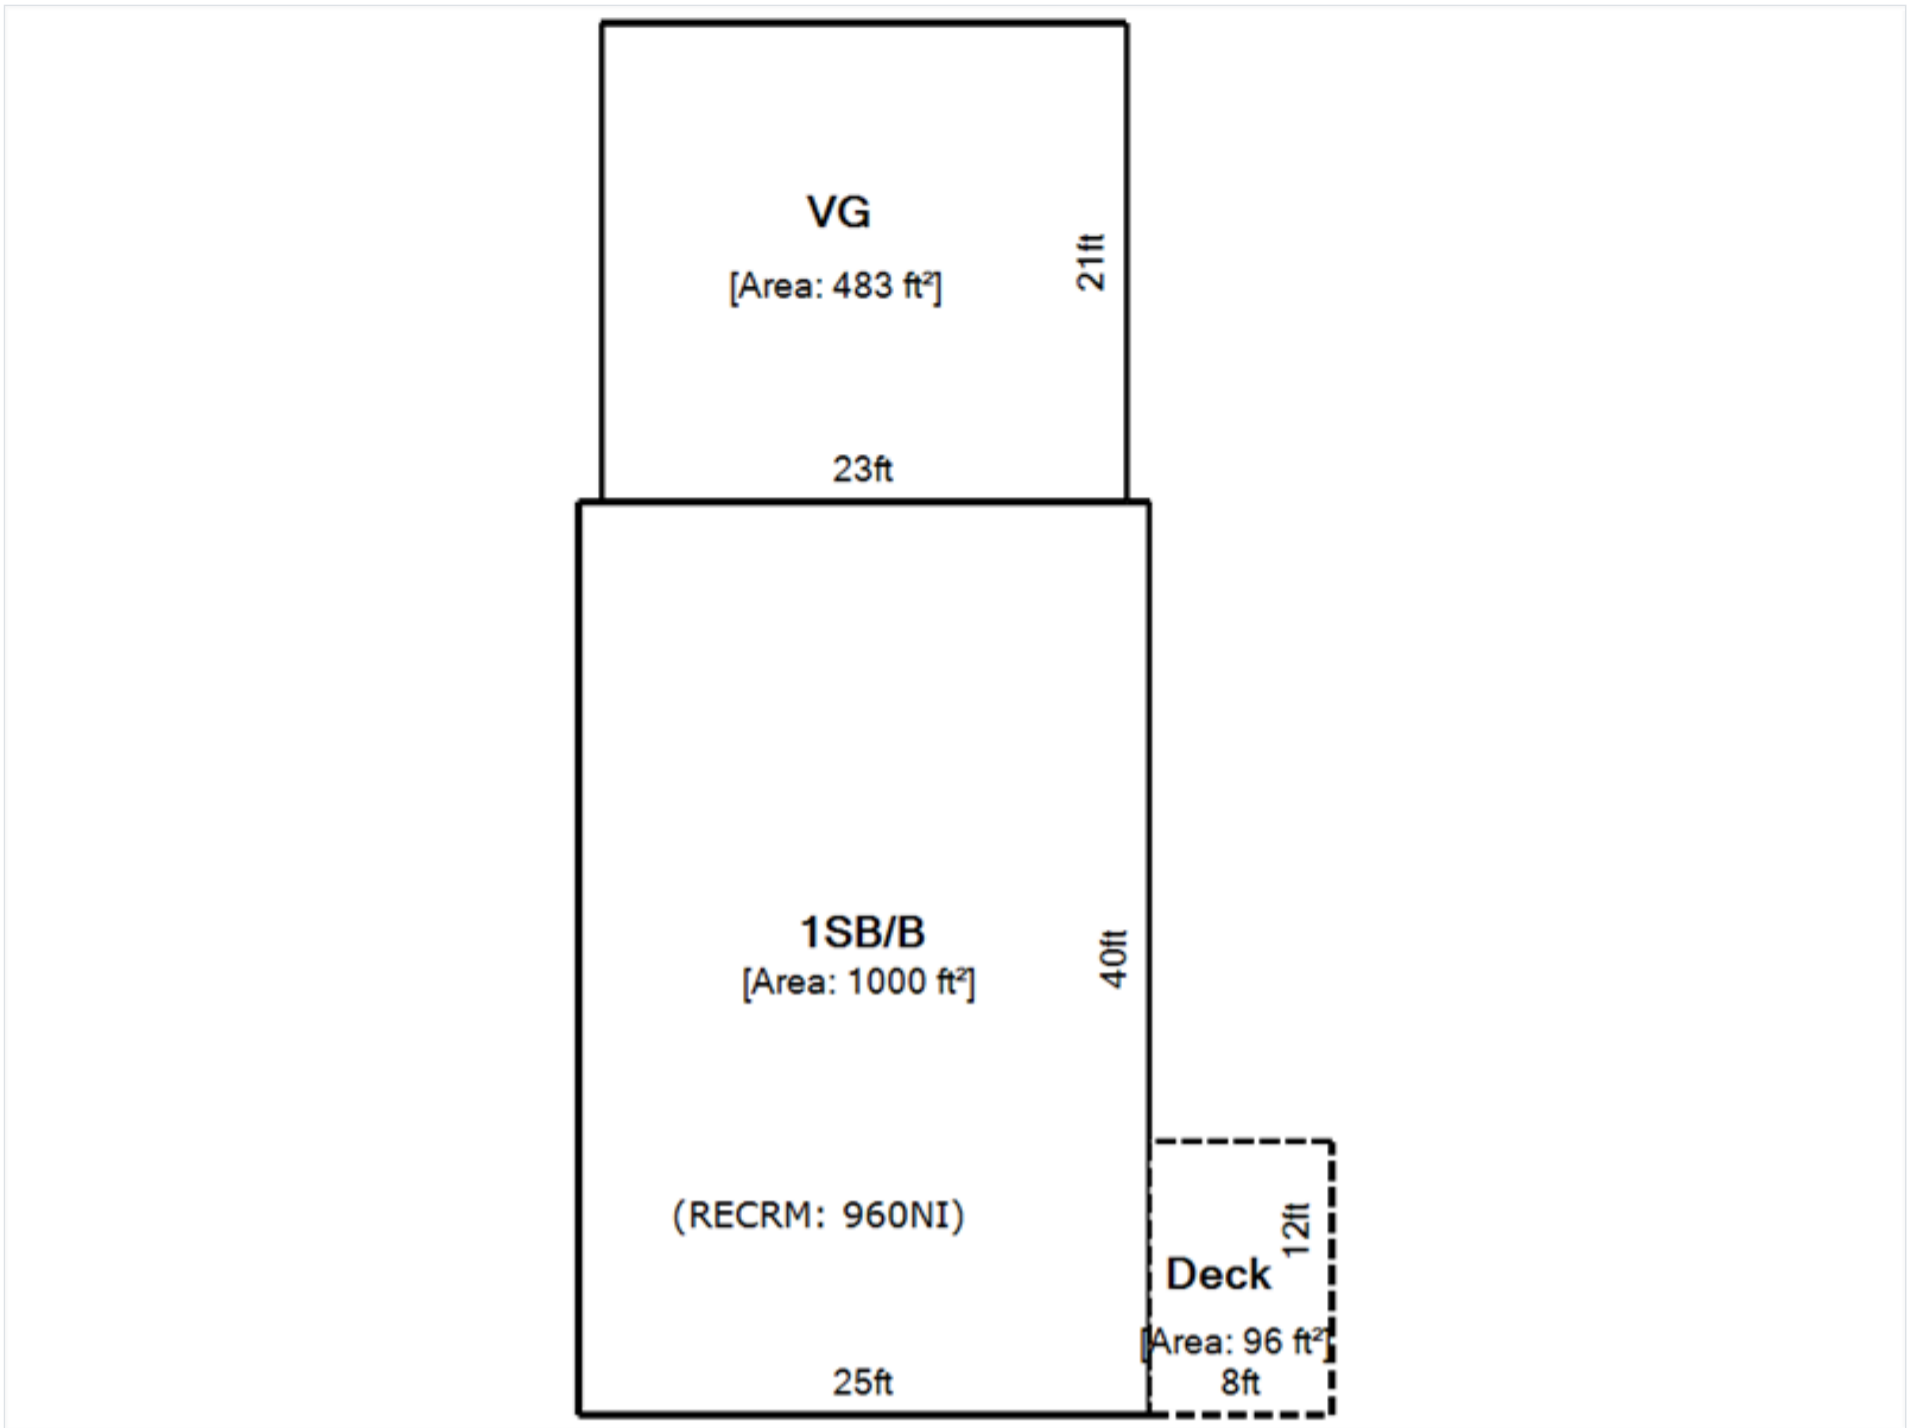 VG
[Area: 483 ft²]
21ft
23ft
1SB/B
[Area: 1000 ft²]
40ft
(RECRM: 960NI)
12ft
Deck
[Area: 96 ft²]
25ft
8ft